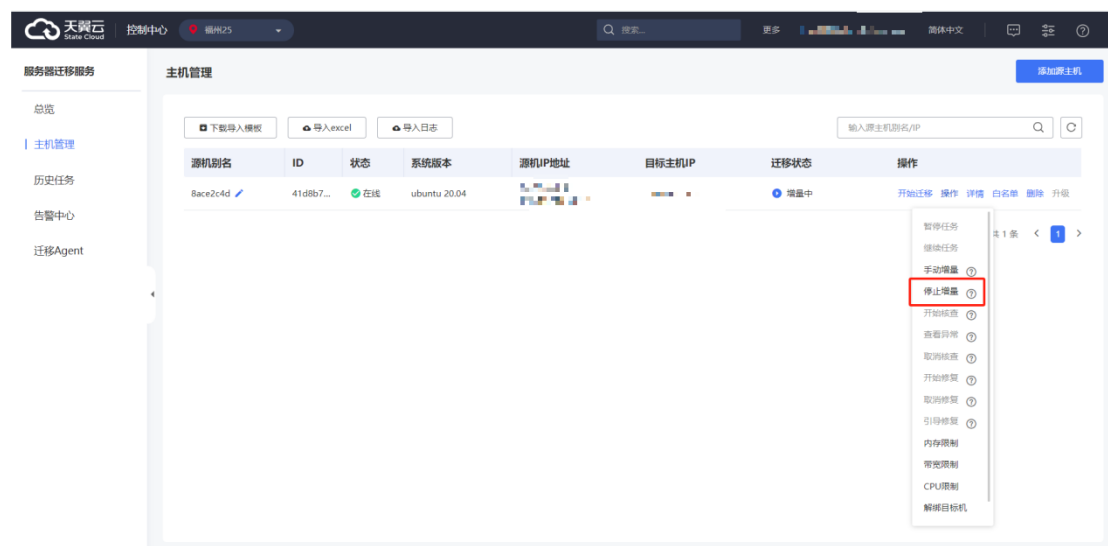 天翼云 State Cloud 控制中心 福州25 搜索... 更多 简体中文
服务器迁移服务
总览
主机管理
历史任务
告警中心
迁移Agent
主机管理 添加源主机
下载导入模板 导入excel 导入日志 输入源主机别名/IP
源机别名 ID 状态 系统版本 源机IP地址 目标主机IP 迁移状态 操作
8ace2c4d 41d8b7... 在线 ubuntu 20.04 增量中 开始迁移 操作 详情 白名单 删除 升级
共 1 条 < 1 >
暂停任务
继续任务
手动增量
停止增量
开始核查
查看异常
取消核查
开始修复
取消修复
引导修复
内存限制
带宽限制
CPU限制
解绑目标机